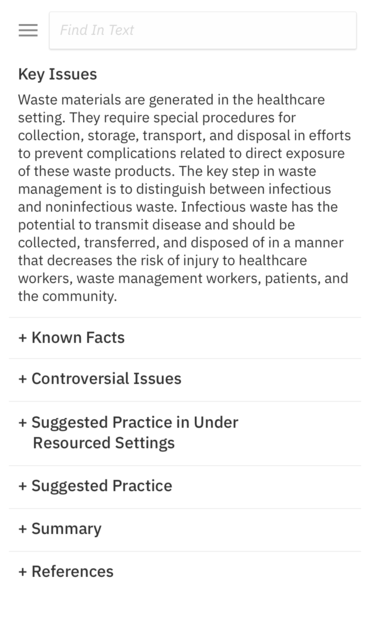 Find In Text
Key Issues
Waste materials are generated in the healthcare
setting. They require special procedures for
collection, storage, transport, and disposal in efforts
to prevent complications related to direct exposure
of these waste products. The key step in waste
management is to distinguish between infectious
and noninfectious waste. Infectious waste has the
potential to transmit disease and should be
collected, transferred, and disposed of in a manner
that decreases the risk of injury to healthcare
workers, waste management workers, patients, and
the community.
+ Known Facts
+ Controversial Issues
+ Suggested Practice in Under
Resourced Settings
+ Suggested Practice
+ Summary
+ References